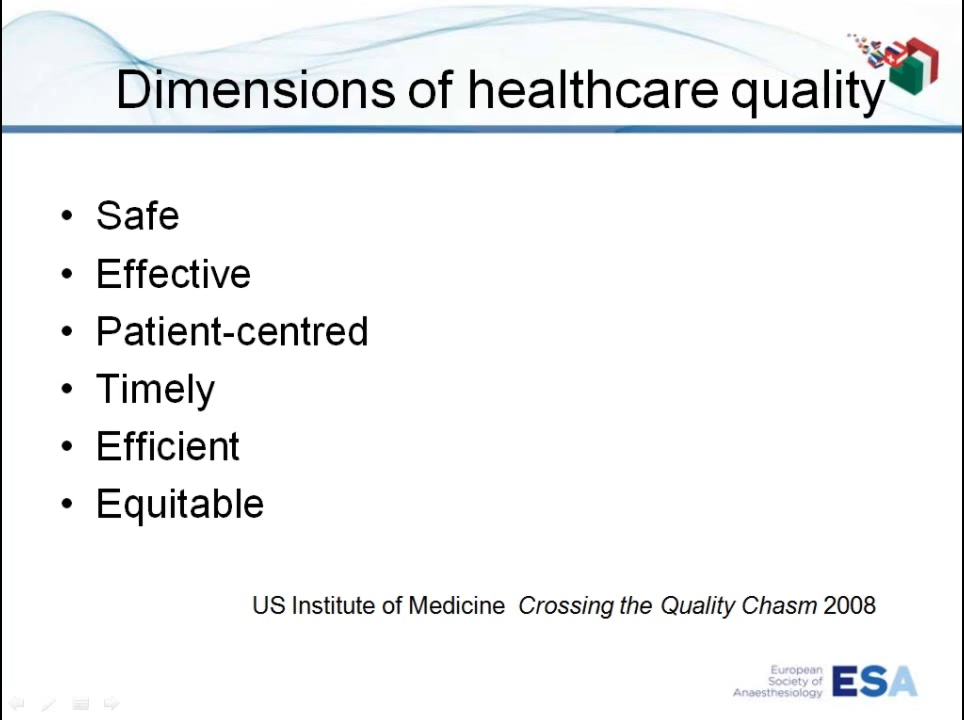 Dimensions of healthcare quality
• Safe
• Effective
• Patient-centred
• Timely
• Efficient
• Equitable
US Institute of Medicine Crossing the Quality Chasm 2008
European
Society of
Anaesthesiology
ESA